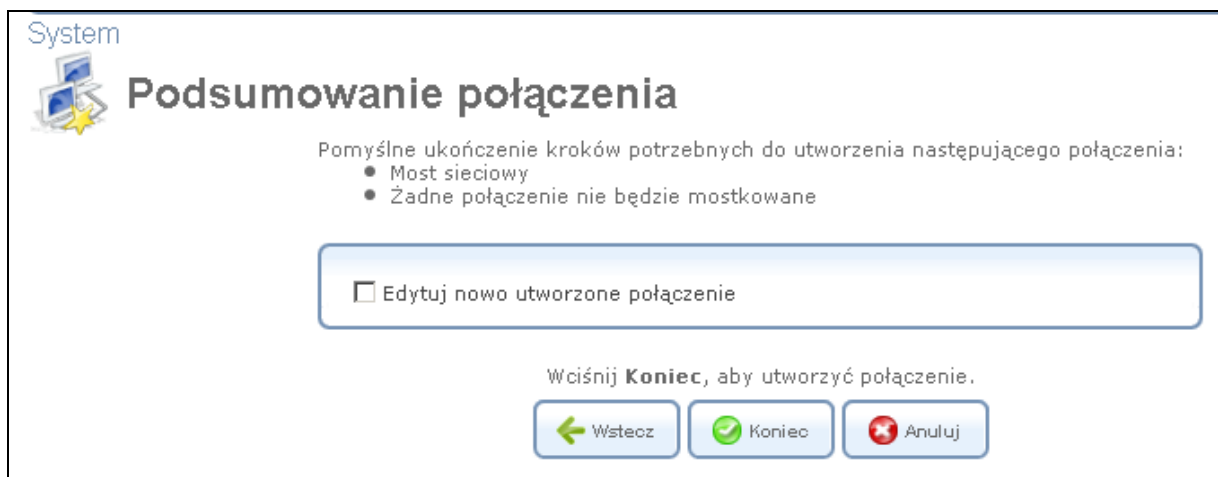 System
Podsumowanie połączenia
Pomyślne ukończenie kroków potrzebnych do utworzenia następującego połączenia:
Most sieciowy
Żadne połączenie nie będzie mostkowane
Edytuj nowo utworzone połączenie
Wciśnij Koniec, aby utworzyć połączenie.
Wstecz Koniec Anuluj